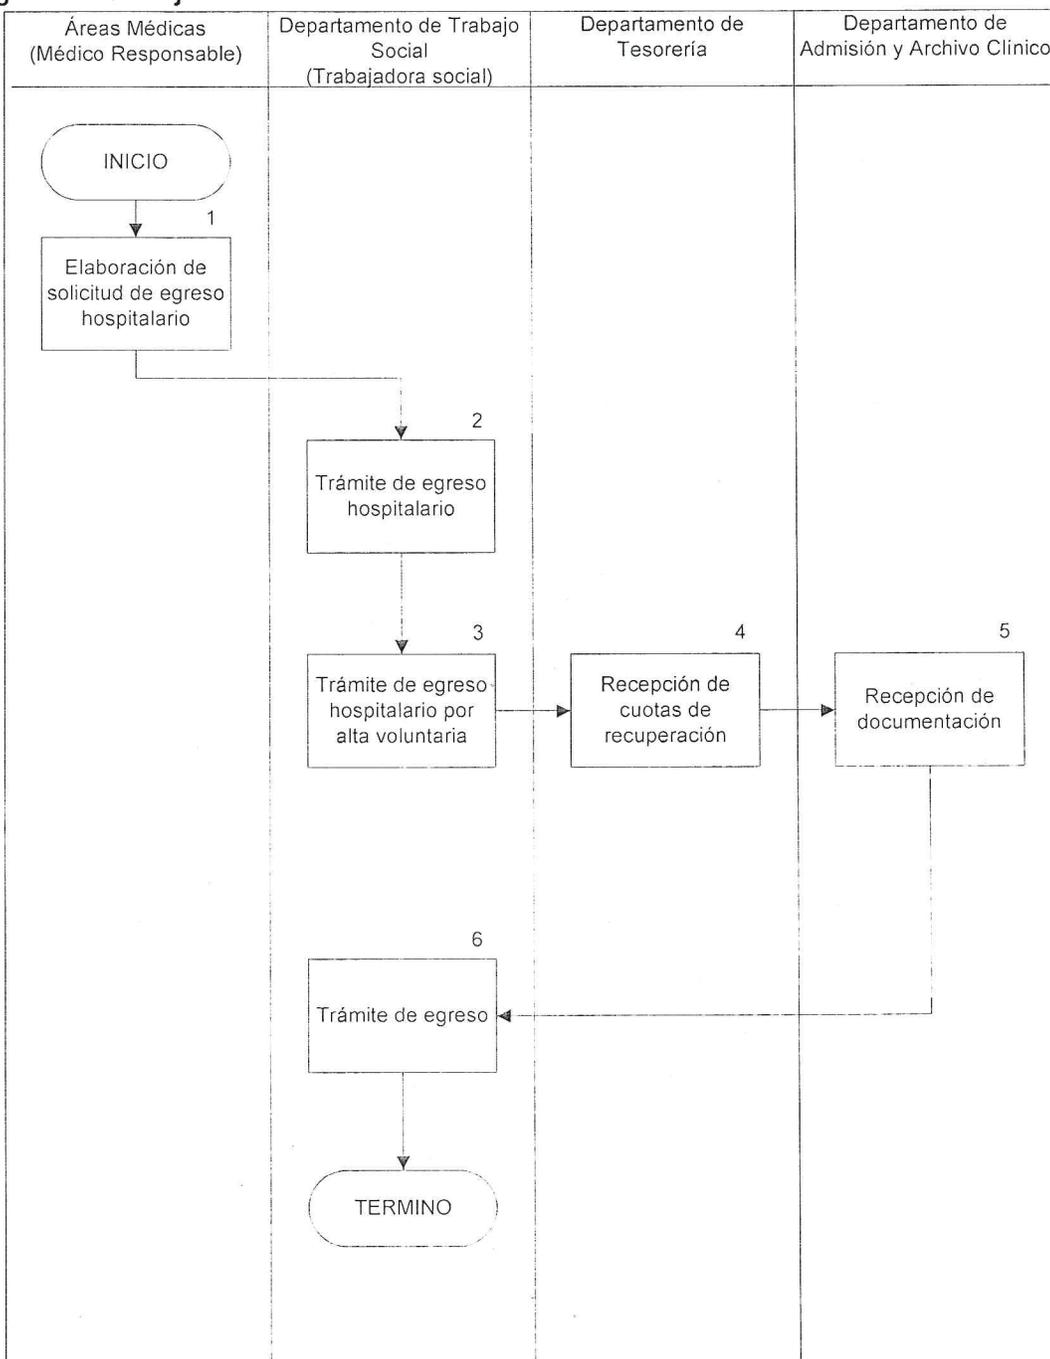 Áreas Médicas
(Médico Responsable)
Departamento de Trabajo
Social
(Trabajadora social)
Departamento de
Tesorería
Departamento de
Admisión y Archivo Clínico
INICIO
1
Elaboración de
solicitud de egreso
hospitalario
2
Trámite de egreso
hospitalario
3
Trámite de egreso
hospitalario por
alta voluntaria
4
Recepción de
cuotas de
recuperación
5
Recepción de
documentación
6
Trámite de egreso
TERMINO